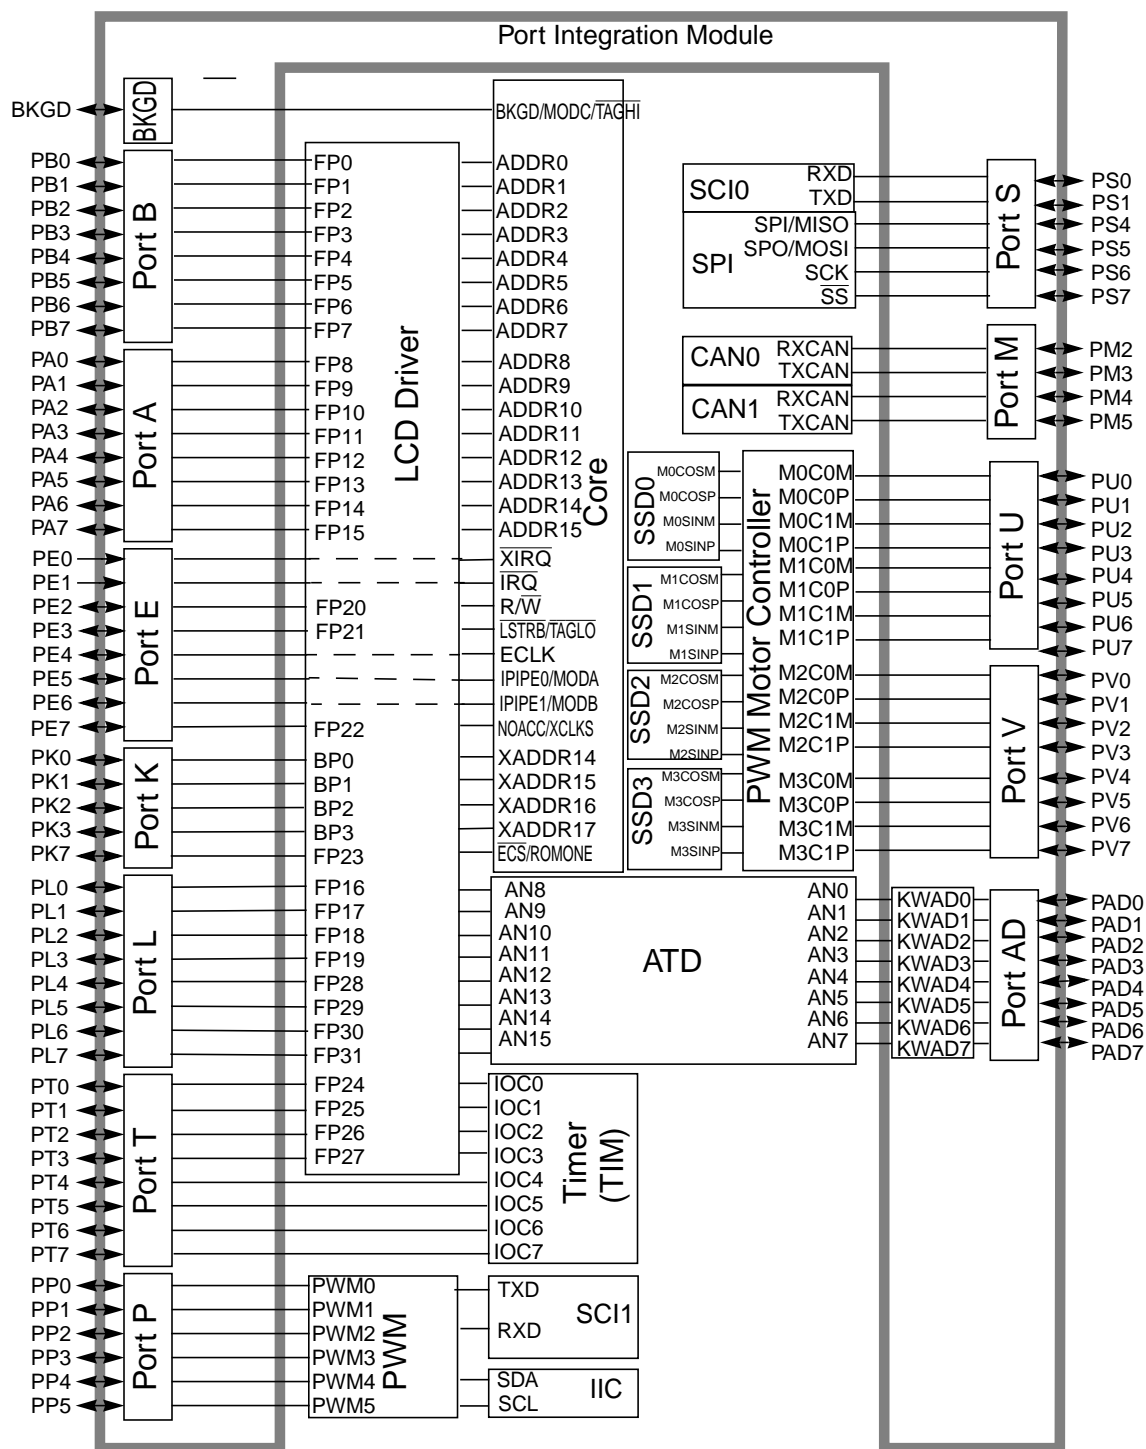 Port Integration Module
BKGD
BKGD
BKGD/MODC/TAGHI
PB0
PB1
PB2
PB3
PB4
PB5
PB6
PB7
Port B
FP0
FP1
FP2
FP3
FP4
FP5
FP6
FP7
ADDR0
ADDR1
ADDR2
ADDR3
ADDR4
ADDR5
ADDR6
ADDR7
PA0
PA1
PA2
PA3
PA4
PA5
PA6
PA7
Port A
FP8
FP9
FP10
FP11
FP12
FP13
FP14
FP15
LCD Driver
ADDR8
ADDR9
ADDR10
ADDR11
ADDR12
ADDR13
ADDR14
ADDR15
Core
PE0
PE1
PE2
PE3
PE4
PE5
PE6
PE7
Port E
FP20
FP21
FP22
XIRQ
IRQ
R/W
LSTRB/TAGLO
ECLK
IPIPE0/MODA
IPIPE1/MODB
NOACC/XCLKS
PK0
PK1
PK2
PK3
PK7
Port K
BP0
BP1
BP2
BP3
FP23
XADDR14
XADDR15
XADDR16
XADDR17
ECS/ROMONE
PL0
PL1
PL2
PL3
PL4
PL5
PL6
PL7
Port L
FP16
FP17
FP18
FP19
FP28
FP29
FP30
FP31
AN8
AN9
AN10
AN11
AN12
AN13
AN14
AN15
ATD
AN0
AN1
AN2
AN3
AN4
AN5
AN6
AN7
KWAD0
KWAD1
KWAD2
KWAD3
KWAD4
KWAD5
KWAD6
KWAD7
Port AD
PAD0
PAD1
PAD2
PAD3
PAD4
PAD5
PAD6
PAD7
PT0
PT1
PT2
PT3
PT4
PT5
PT6
PT7
Port T
FP24
FP25
FP26
FP27
IOC0
IOC1
IOC2
IOC3
IOC4
IOC5
IOC6
IOC7
Timer
(TIM)
PP0
PP1
PP2
PP3
PP4
PP5
Port P
PWM0
PWM1
PWM2
PWM3
PWM4
PWM5
PWM
TXD
RXD
SCI1
SDA
SCL
IIC
SCI0
RXD
TXD
SPI
SPI/MISO
SPO/MOSI
SCK
SS
Port S
PS0
PS1
PS4
PS5
PS6
PS7
CAN0
RXCAN
TXCAN
CAN1
RXCAN
TXCAN
Port M
PM2
PM3
PM4
PM5
SSD0
M0COSM
M0COSP
M0SINM
M0SINP
SSD1
M1COSM
M1COSP
M1SINM
M1SINP
SSD2
M2COSM
M2COSP
M2SINM
M2SINP
SSD3
M3COSM
M3COSP
M3SINM
M3SINP
PWM Motor Controller
M0C0M
M0C0P
M0C1M
M0C1P
M1C0M
M1C0P
M1C1M
M1C1P
M2C0M
M2C0P
M2C1M
M2C1P
M3C0M
M3C0P
M3C1M
M3C1P
Port U
PU0
PU1
PU2
PU3
PU4
PU5
PU6
PU7
Port V
PV0
PV1
PV2
PV3
PV4
PV5
PV6
PV7